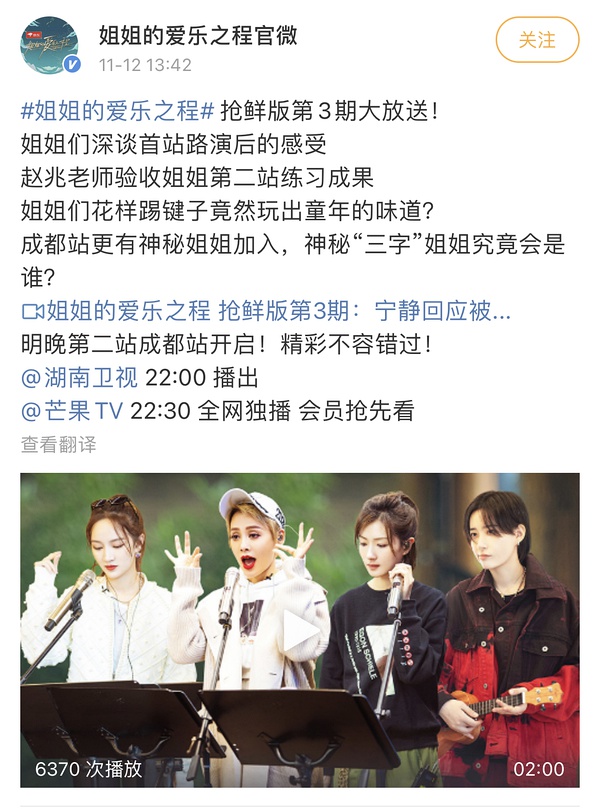 姐姐的爱乐之程官微
11-12 13:42
关注
#姐姐的爱乐之程# 抢鲜版第3期大放送！
姐姐们深谈首站路演后的感受
赵兆老师验收姐姐第二站练习成果
姐姐们花样踢键子竟然玩出童年的味道？
成都站更有神秘姐姐加入，神秘“三字”姐姐究竟会是
谁？
姐姐的爱乐之程 抢鲜版第3期：宁静回应被...
明晚第二站成都站开启！精彩不容错过！
@湖南卫视 22:00 播出
@芒果TV 22:30 全网独播 会员抢先看
查看翻译
EGON SCHIELE
6370 次播放
02:00